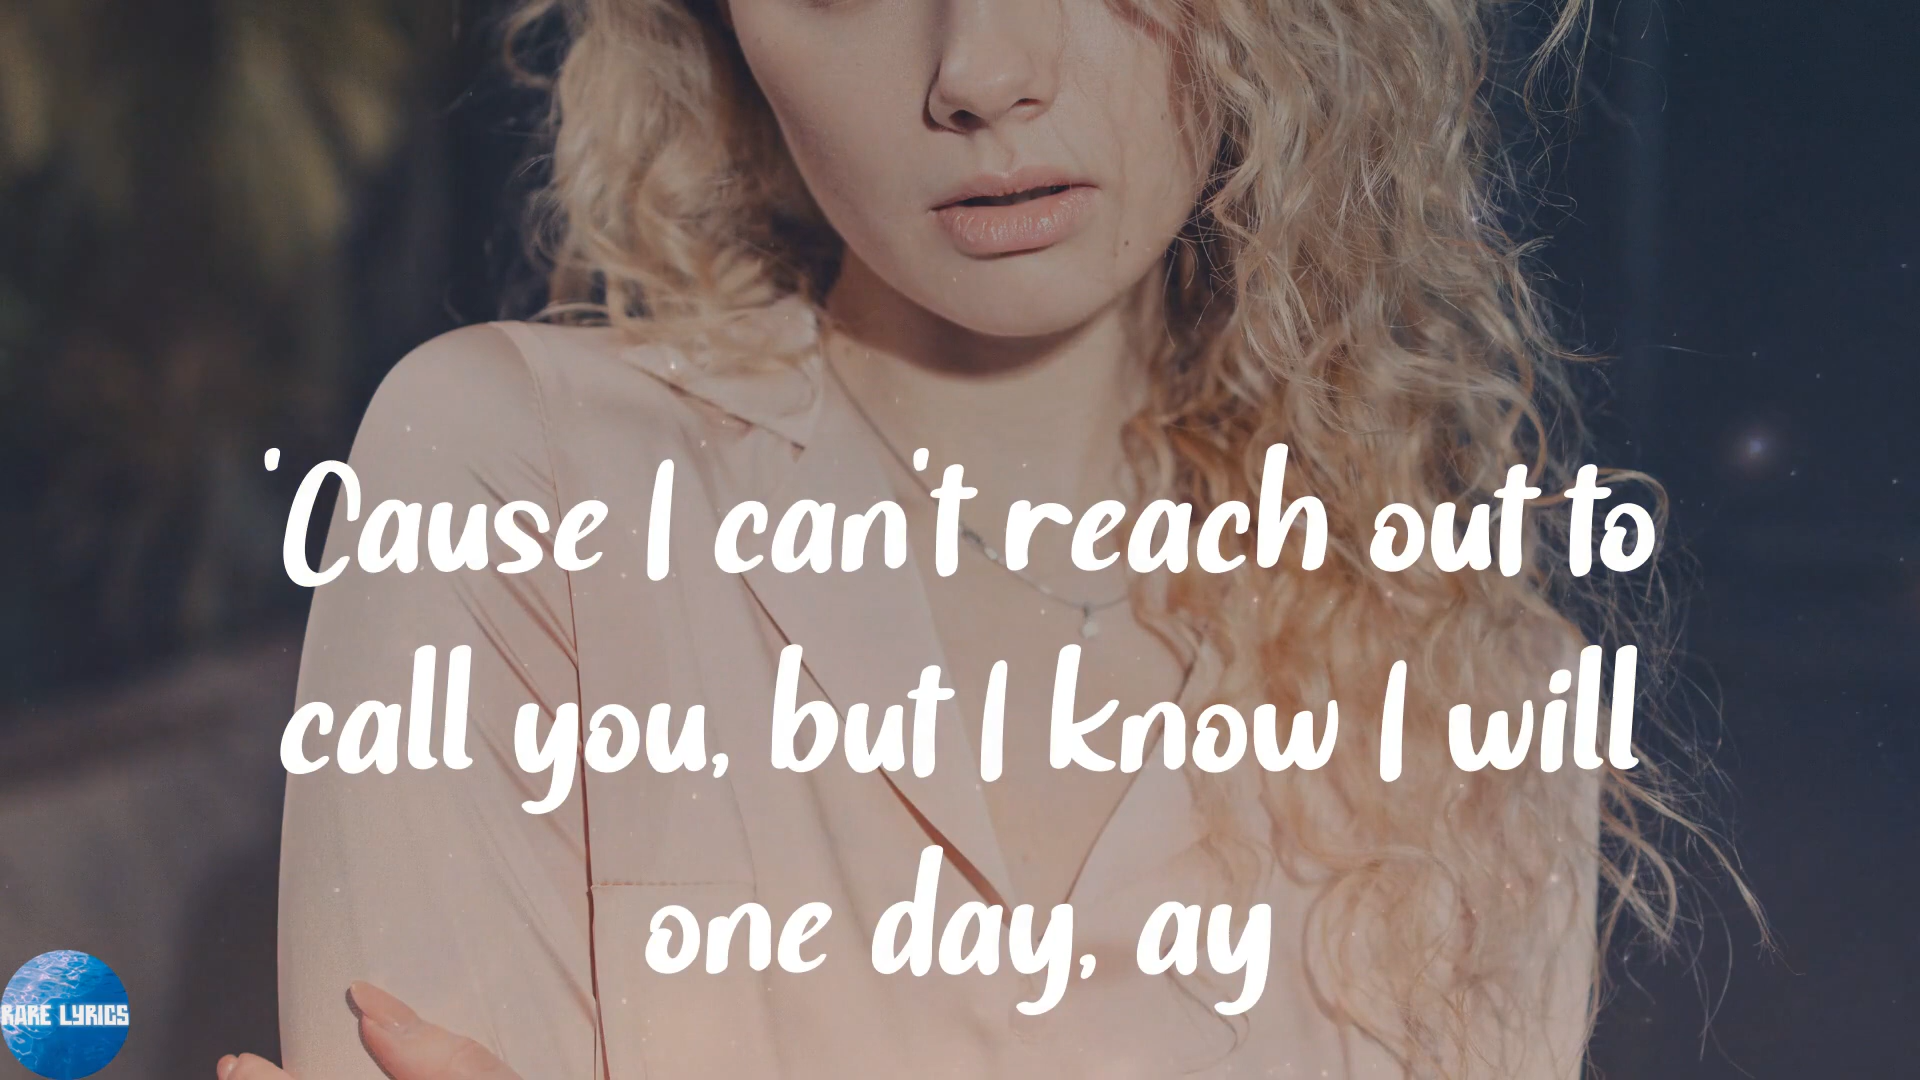 'Cause I can't reach out to
call you, but I know I will
one day, ay
RARE LYRICS